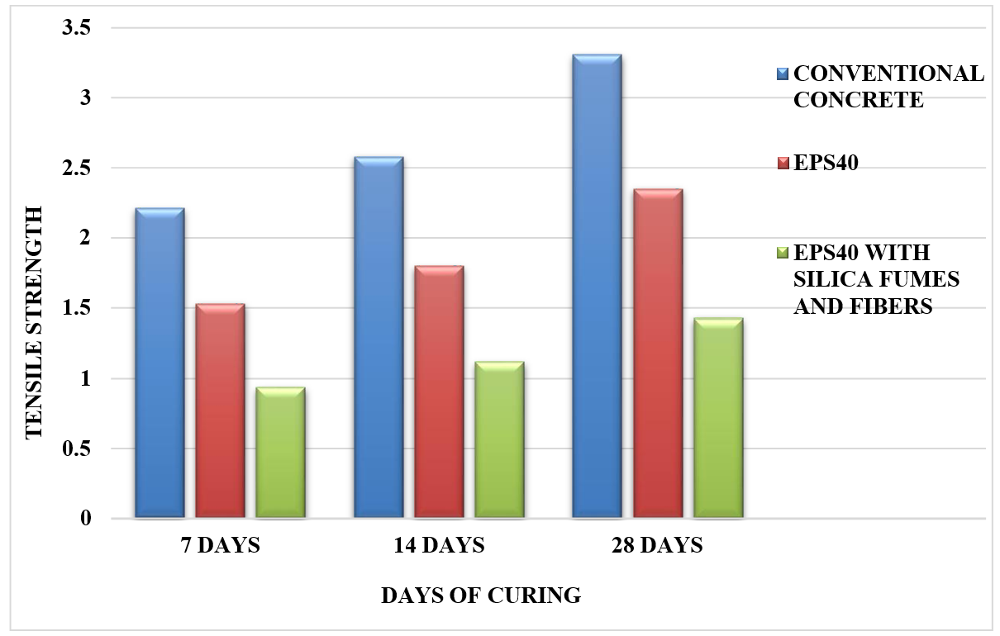 3.5
3
2.5
2
1.5
1
0.5
0
TENSILE STRENGTH
7 DAYS
14 DAYS
28 DAYS
DAYS OF CURING
CONVENTIONAL
CONCRETE
EPS40
EPS40 WITH
SILICA FUMES
AND FIBERS